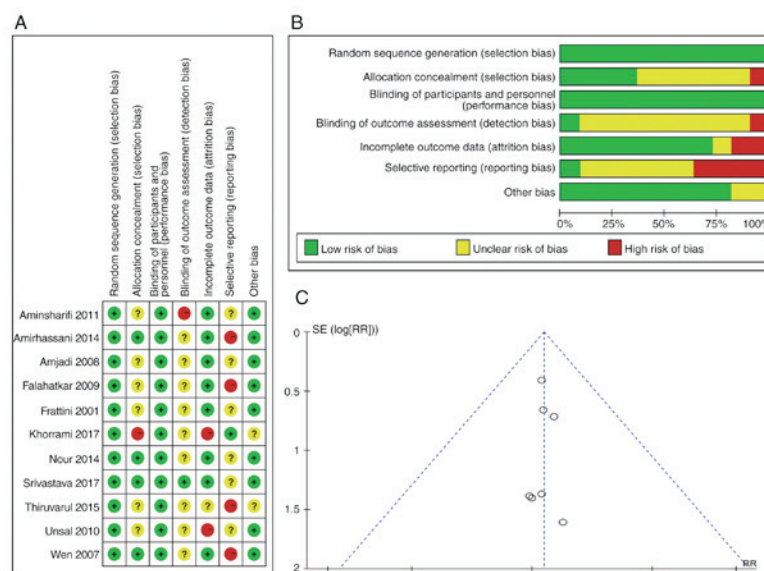 A
Random sequence generation (selection bias)
Allocation concealment (selection bias)
Binding of participants and
personnel (performance bias)
Blinding of outcome assessment (detection bias)
Incomplete outcome data (attrition bias)
Selective reporting (reporting bias)
Other bias
Aminsharifi 2011 + ? + - + ? +
Amirhassani 2014 + + + ? + - +
Amjadi 2008 + ? + ? + ? +
Falahatkar 2009 + ? + ? + - +
Frattini 2001 + ? + ? + ? +
Khorrami 2017 + - + ? - + ?
Nour 2014 + + + ? + ? +
Srivastava 2017 + + + + + ? +
Thiruvarul 2015 + ? + ? ? - ?
Unsal 2010 + ? + ? - ? +
Wen 2007 + + + ? + - +
B
Random sequence generation (selection bias)
Allocation concealment (selection bias)
Blinding of participants and personnel
(performance bias)
Blinding of outcome assessment (detection bias)
Incomplete outcome data (attrition bias)
Selective reporting (reporting bias)
Other bias
0% 25% 50% 75% 100%
Low risk of bias Unclear risk of bias High risk of bias
C
SE (log[RR]))
0
0.5
1
1.5
2
RR